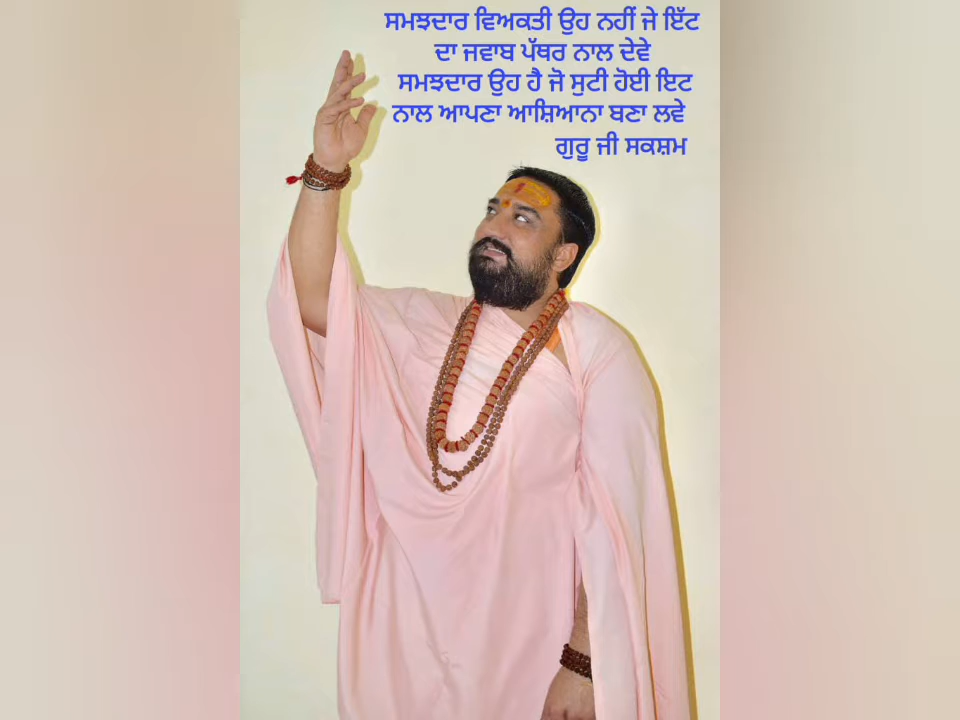 ਸਮਝਦਾਰ ਵਿਅਕਤੀ ਉਹ ਨਹੀਂ ਜੇ ਇੱਟ
ਦਾ ਜਵਾਬ ਪੱਥਰ ਨਾਲ ਦੇਵੇ
ਸਮਝਦਾਰ ਉਹ ਹੈ ਜੋ ਸੁਟੀ ਹੋਈ ਇਟ
ਨਾਲ ਆਪਣਾ ਆਸ਼ਿਆਨਾ ਬਣਾ ਲਵੇ
ਗੁਰੂ ਜੀ ਸਕਸ਼ਮ